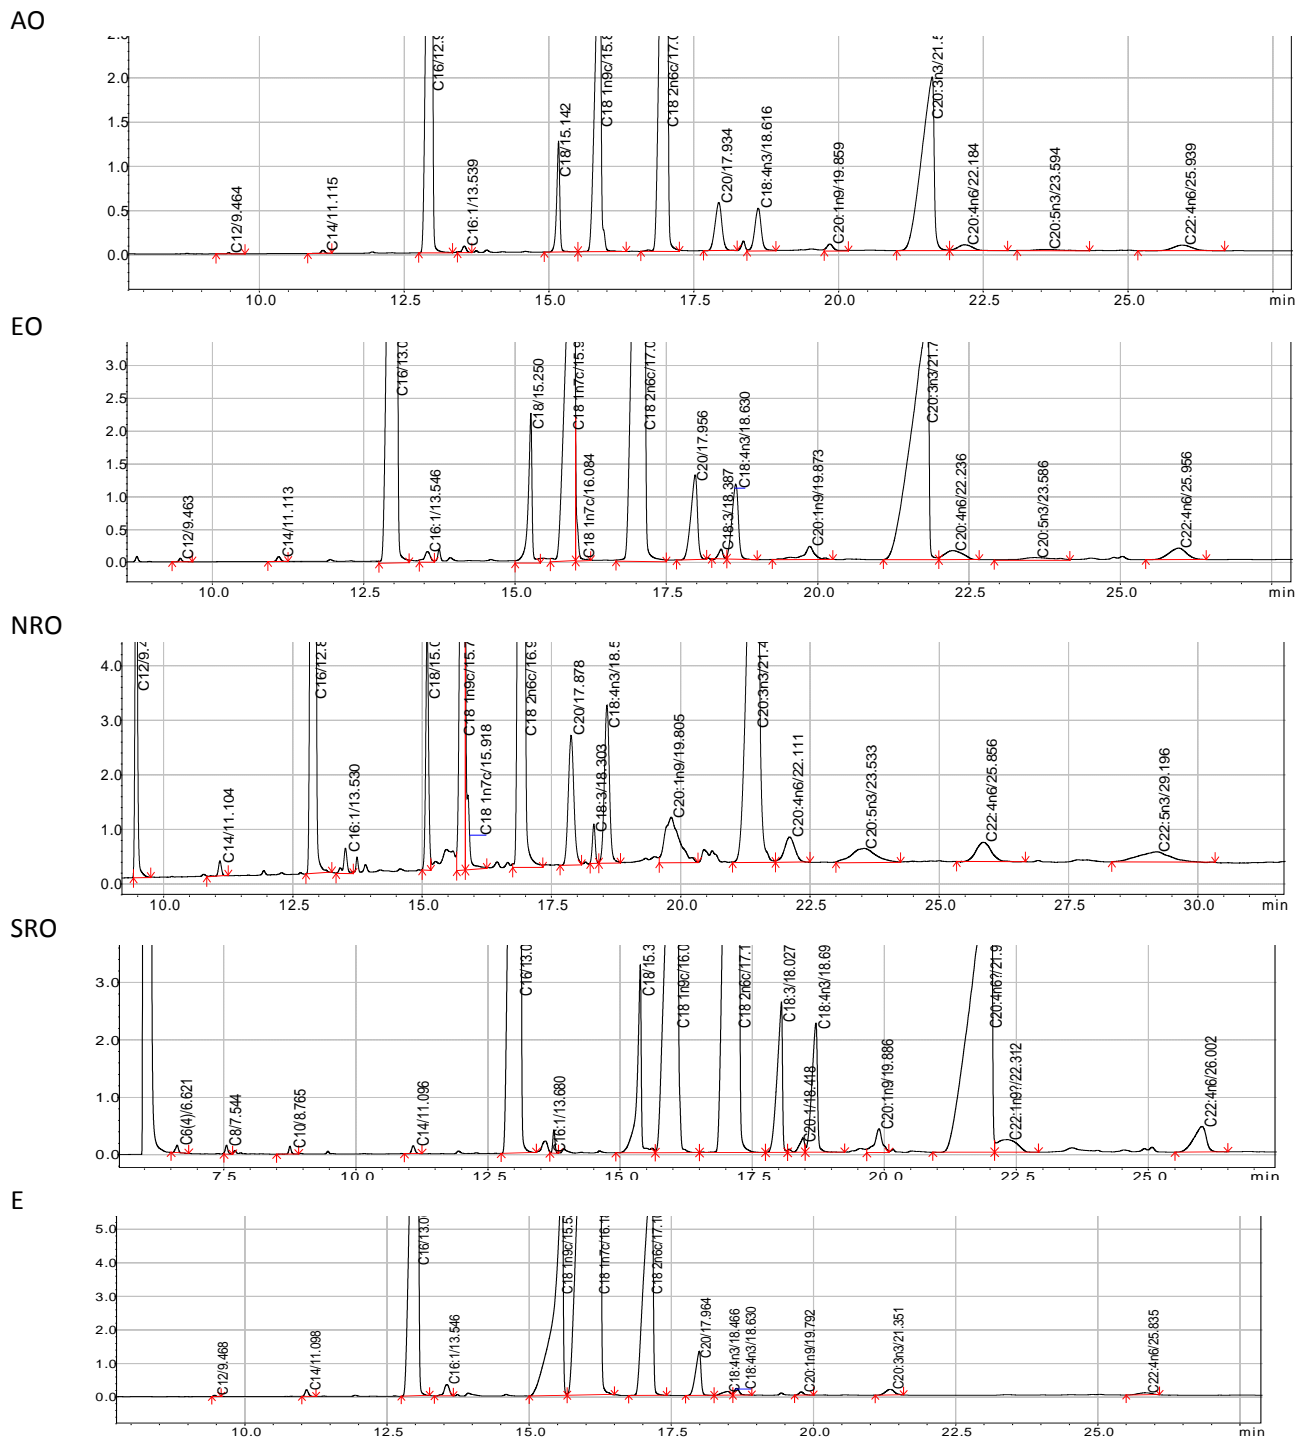 AO
2.0
1.5
1.0
0.5
0.0
C12/9.464
C14/11.115
C16/12.9
C16:1/13.539
C18/15.142
C18 1n9c/15.8
C18 2n6c/17.0
C20/17.934
C18:4n3/18.616
C20:1n9/19.859
C20:3n3/21.5
C20:4n6/22.184
C20:5n3/23.594
C22:4n6/25.939
10.0 12.5 15.0 17.5 20.0 22.5 25.0 min
EO
3.0
2.5
2.0
1.5
1.0
0.5
0.0
C12/9.463
C14/11.113
C16/13.0
C16:1/13.546
C18/15.250
C18 1n7c/15.9
C18 1n7c/16.084
C18 2n6c/17.0
C20/17.956
C18:3/18.387
C18:4n3/18.630
C20:1n9/19.873
C20:3n3/21.7
C20:4n6/22.236
C20:5n3/23.586
C22:4n6/25.956
10.0 12.5 15.0 17.5 20.0 22.5 25.0 min
NRO
4.0
3.0
2.0
1.0
0.0
C12/9.4
C14/11.104
C16/12.8
C16:1/13.530
C18/15.0
C18 1n9c/15.7
C18 1n7c/15.918
C18 2n6c/16.9
C20/17.878
C18:3/18.303
C18:4n3/18.5
C20:1n9/19.805
C20:3n3/21.4
C20:4n6/22.111
C20:5n3/23.533
C22:4n6/25.856
C22:5n3/29.196
10.0 12.5 15.0 17.5 20.0 22.5 25.0 27.5 30.0 min
SRO
3.0
2.0
1.0
0.0
C6(4)/6.621
C8/7.544
C10/8.765
C14/11.096
C16/13.0
C16:1/13.680
C18/15.3
C18 1n9c/16.0
C18 2n6c/17.1
C18:3/18.027
C20:1/18.418
C18:4n3/18.69
C20:1n9/19.886
C20:4n6?/21.9
C22:1n9?/22.312
C22:4n6/26.002
7.5 10.0 12.5 15.0 17.5 20.0 22.5 25.0 min
E
5.0
4.0
3.0
2.0
1.0
0.0
C12/9.468
C14/11.098
C16/13.0
C16:1/13.546
C18 1n9c/15.5
C18 1n7c/16.1
C18 2n6c/17.1
C20/17.964
C18:4n3/18.466
C18:4n3/18.630
C20:1n9/19.792
C20:3n3/21.351
C22:4n6/25.835
10.0 12.5 15.0 17.5 20.0 22.5 25.0 min